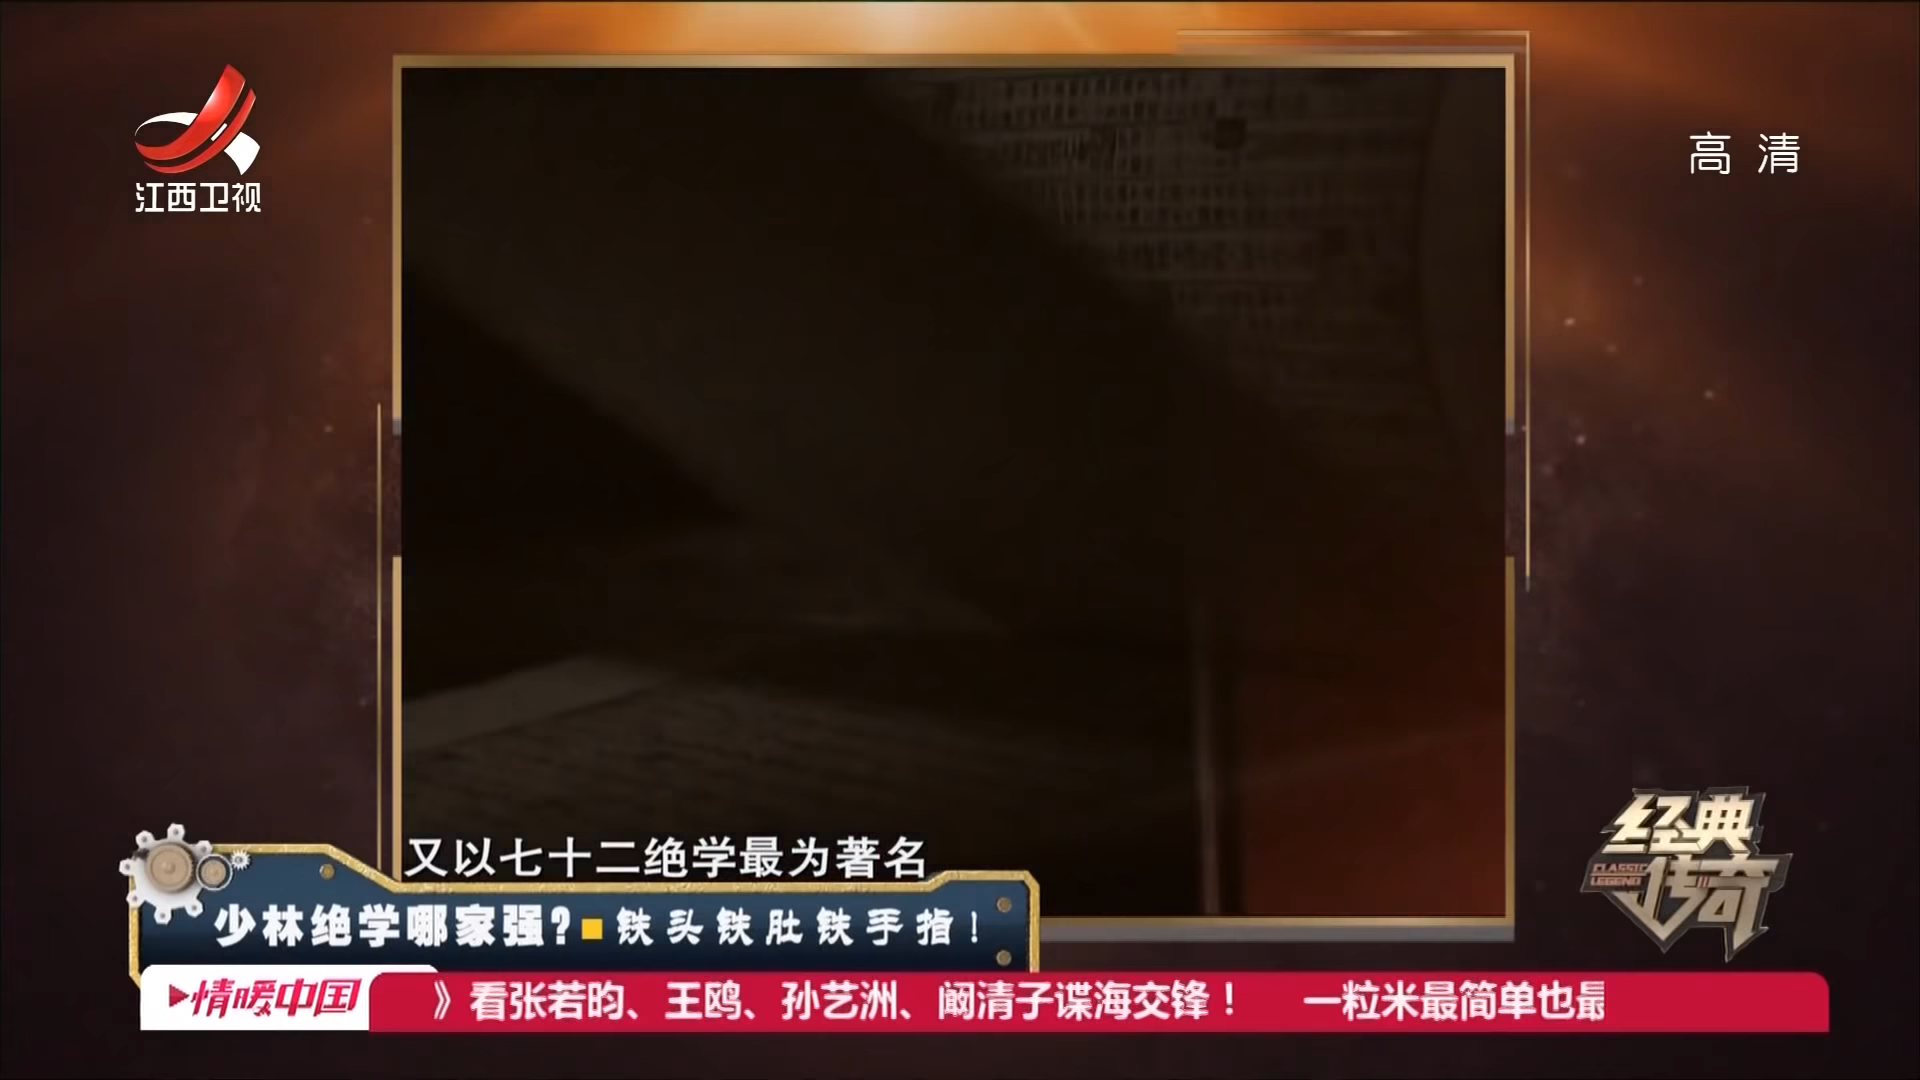 江西卫视
高清
经典传奇
CLASSIC LEGEND
又以七十二绝学最为著名
少林绝学哪家强?■铁头铁肚铁手指!
情暖中国
》看张若昀、王鸥、孙艺洲、阚清子谍海交锋！ 一粒米最简单也最